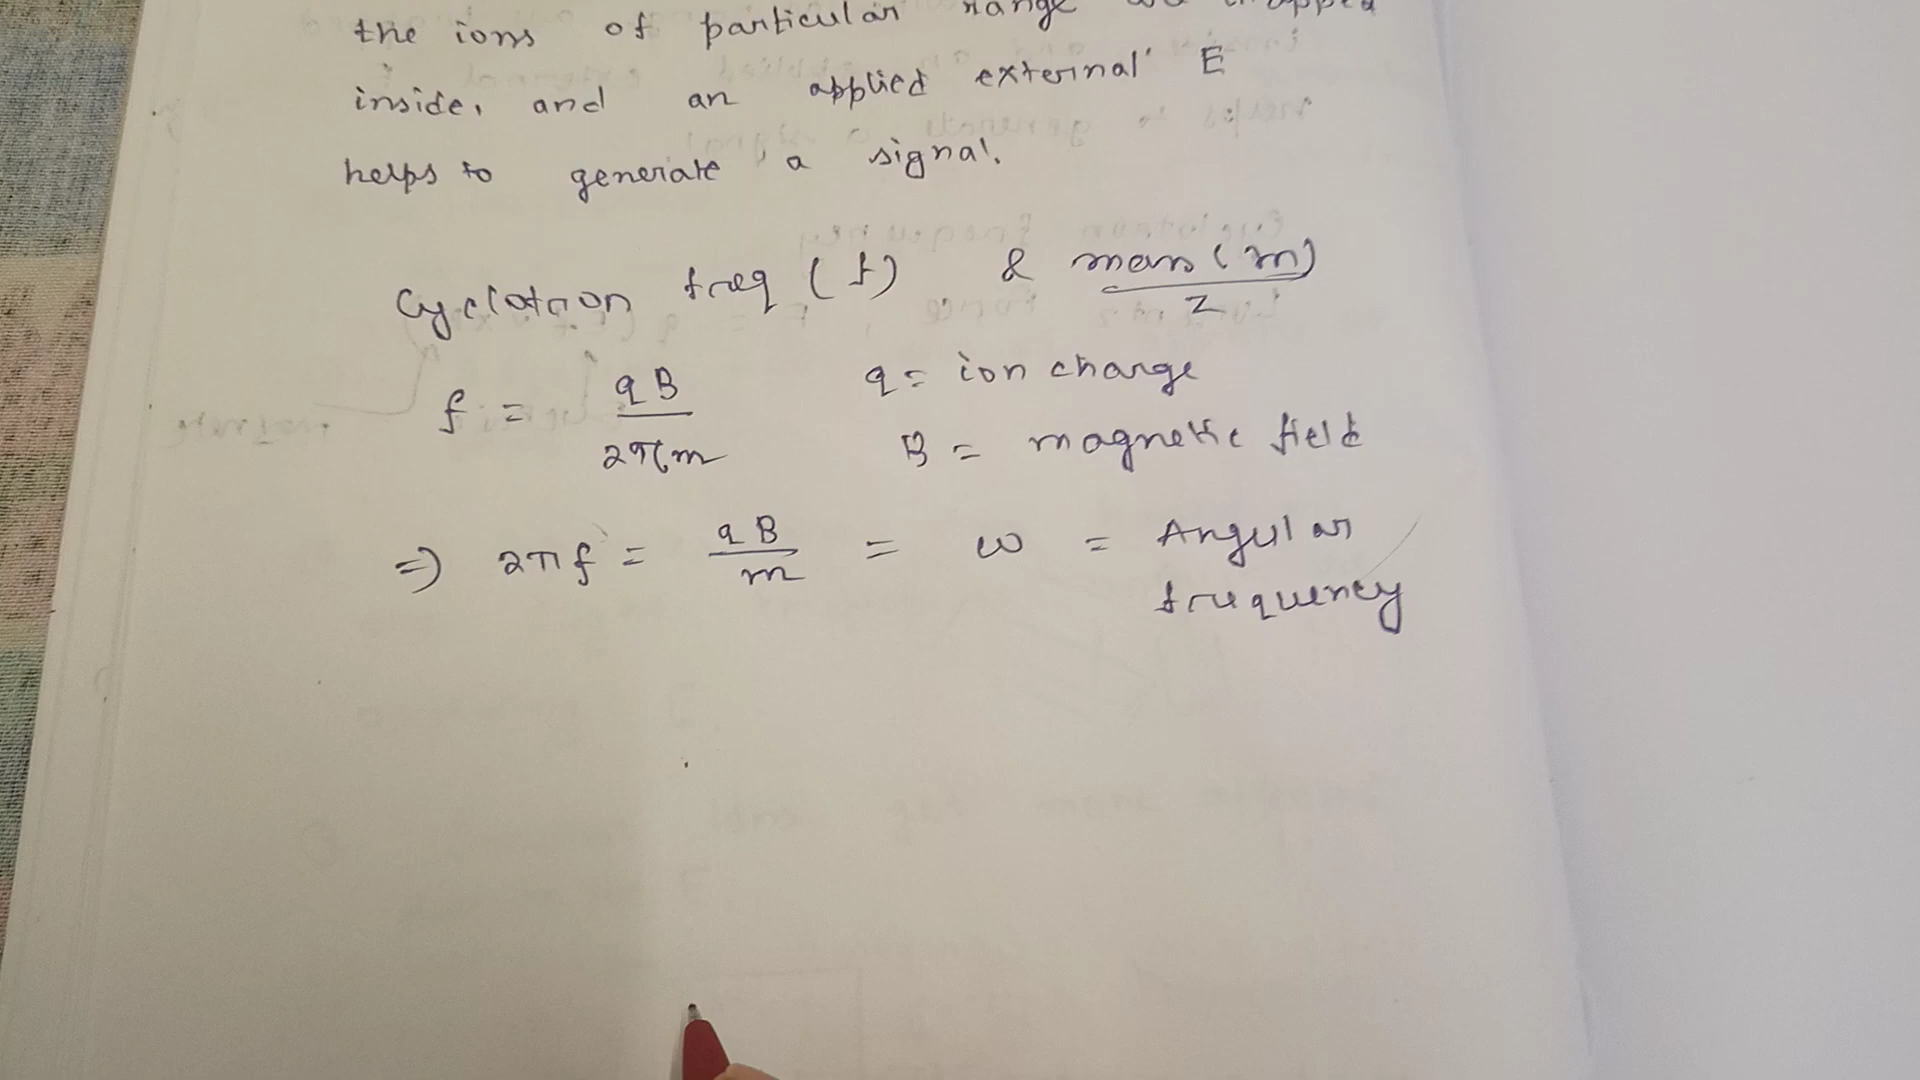 the ions of particular range
inside, and an applied external E
helps to generate a signal.
Cyclotron freq (f) & mass (m)
z
f = qB / 2πm q = ion charge
B = magnetic field
=> 2πf = qB / m = ω = Angular
frequency